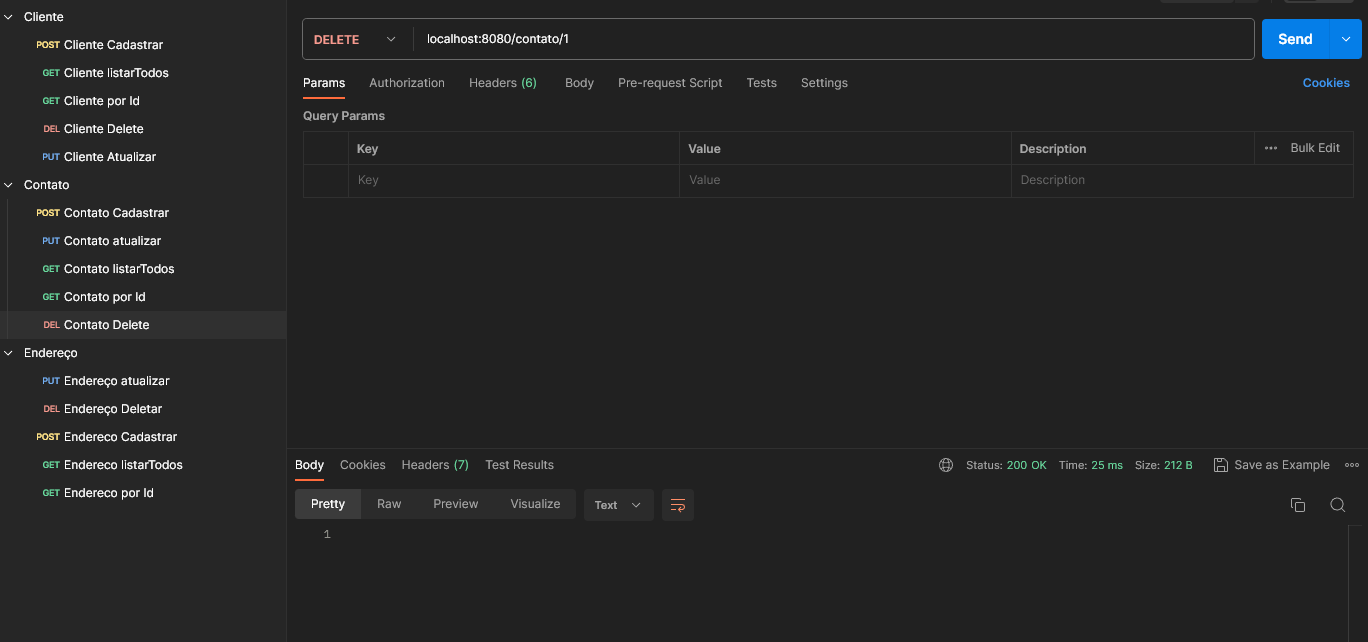 Cliente
POST Cliente Cadastrar
GET Cliente listarTodos
GET Cliente por Id
DEL Cliente Delete
PUT Cliente Atualizar
Contato
POST Contato Cadastrar
PUT Contato atualizar
GET Contato listarTodos
GET Contato por Id
DEL Contato Delete
Endereço
PUT Endereço atualizar
DEL Endereço Deletar
POST Endereco Cadastrar
GET Endereco listarTodos
GET Endereco por Id
DELETE localhost:8080/contato/1 Send
Params Authorization Headers (6) Body Pre-request Script Tests Settings Cookies
Query Params
Key Value Description Bulk Edit
Key Value Description
Body Cookies Headers (7) Test Results Status: 200 OK Time: 25 ms Size: 212 B Save as Example
Pretty Raw Preview Visualize Text
1